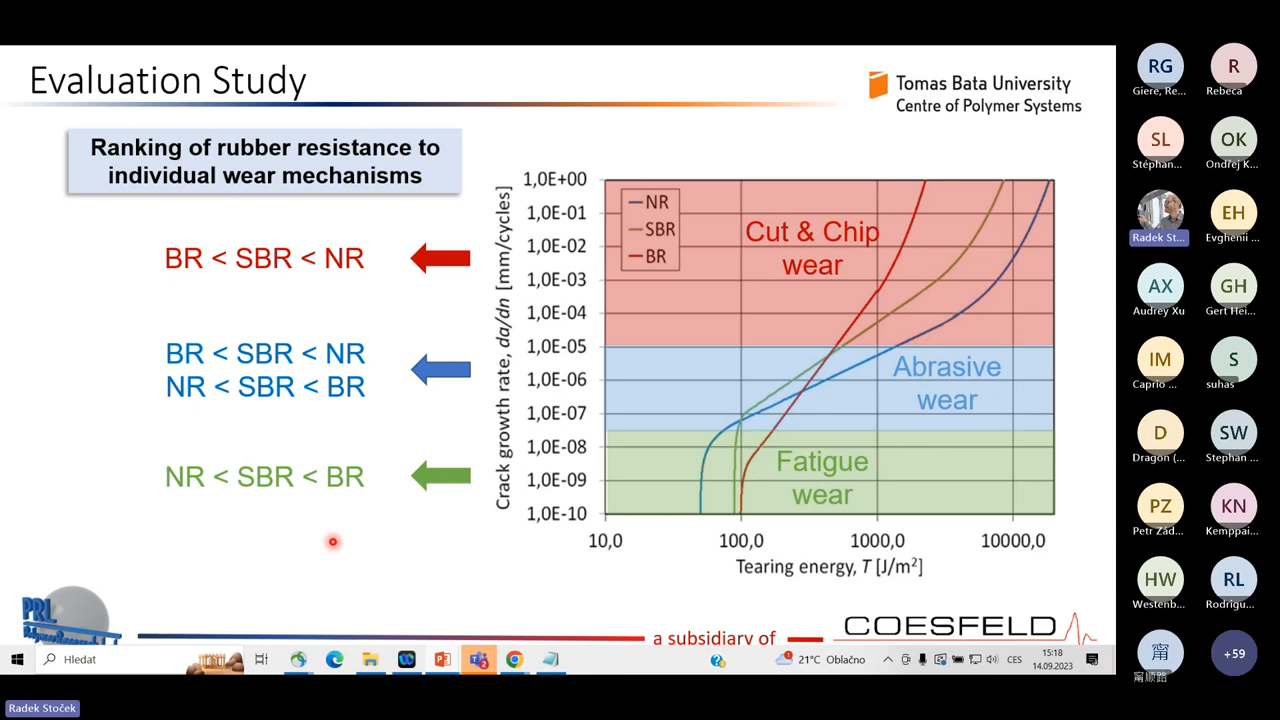 Evaluation Study
Tomas Bata University
Centre of Polymer Systems
Ranking of rubber resistance to
individual wear mechanisms
BR < SBR < NR
BR < SBR < NR
NR < SBR < BR
NR < SBR < BR
Crack growth rate, da/dn [mm/cycles]
1,0E+00
1,0E-01
1,0E-02
1,0E-03
1,0E-04
1,0E-05
1,0E-06
1,0E-07
1,0E-08
1,0E-09
1,0E-10
NR
SBR
BR
Cut & Chip
wear
Abrasive
wear
Fatigue
wear
10,0
100,0
1000,0
10000,0
Tearing energy, T [J/m²]
PRL
a subsidiary of
COESFELD
Hledat
21°C Oblačno
CES
15:18
14.09.2023
RG
Giere, Re...
R
Rebeca
SL
Stéphan...
OK
Ondřej K...
Radek St...
EH
Evghenii ...
AX
Audrey Xu
GH
Gert Hei...
IM
Caprio ...
S
suhas
D
Dragon (...
SW
Stephan ...
PZ
Petr Zád...
KN
Kemppai...
HW
Westenb...
RL
Rodrígu...
甯
甯顺路
+59
Radek Stoček